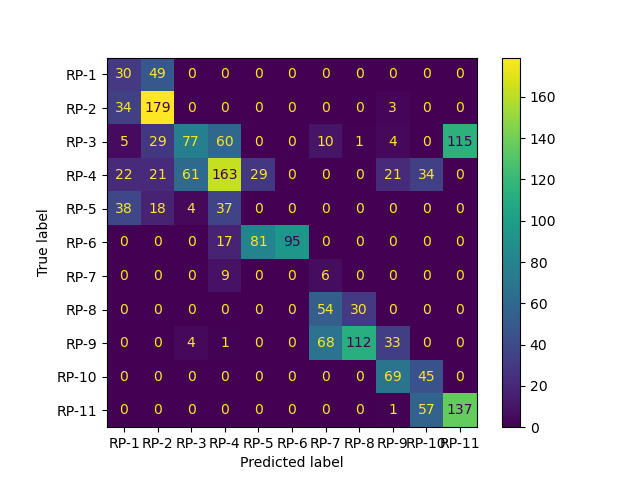 RP-1 30 49 0 0 0 0 0 0 0 0 0
RP-2 34 179 0 0 0 0 0 0 3 0 0
RP-3 5 29 77 60 0 0 10 1 4 0 115
RP-4 22 21 61 163 29 0 0 0 21 34 0
RP-5 38 18 4 37 0 0 0 0 0 0 0
RP-6 0 0 0 17 81 95 0 0 0 0 0
RP-7 0 0 0 9 0 0 6 0 0 0 0
RP-8 0 0 0 0 0 0 54 30 0 0 0
RP-9 0 0 4 1 0 0 68 112 33 0 0
RP-10 0 0 0 0 0 0 0 0 69 45 0
RP-11 0 0 0 0 0 0 0 0 1 57 137
RP-1 RP-2 RP-3 RP-4 RP-5 RP-6 RP-7 RP-8 RP-9 RP-10 RP-11
Predicted label
True label
160
140
120
100
80
60
40
20
0